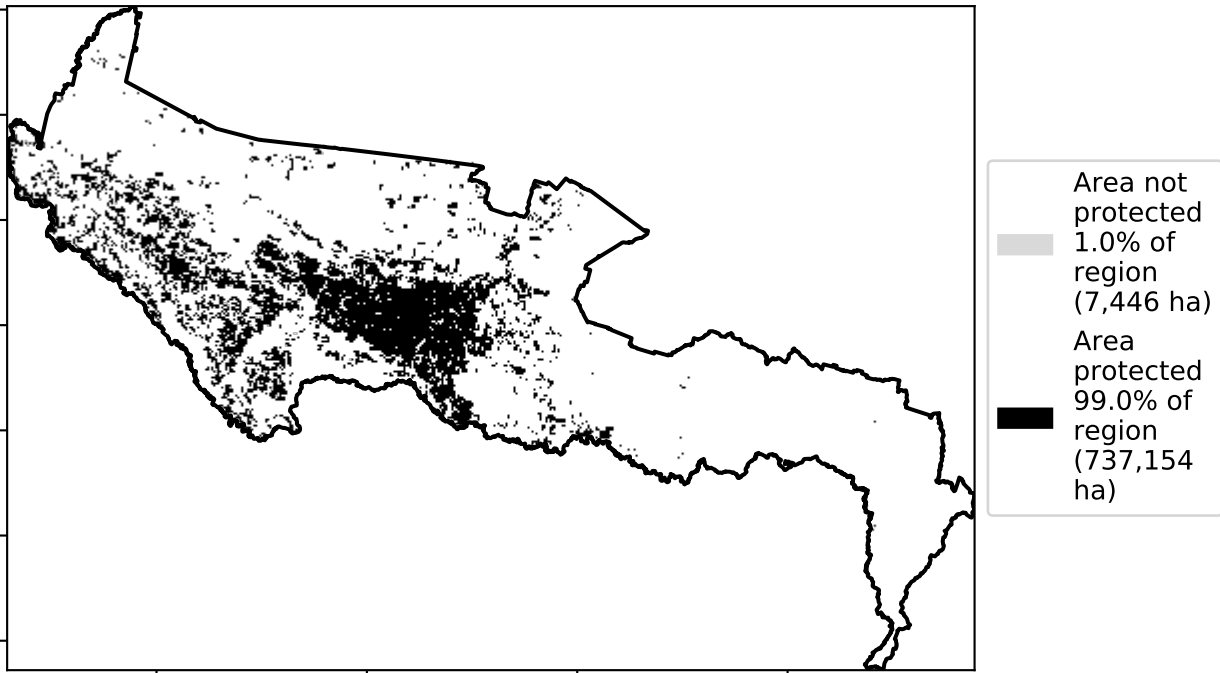 Area not
protected
1.0% of
region
(7,446 ha)
Area
protected
99.0% of
region
(737,154
ha)